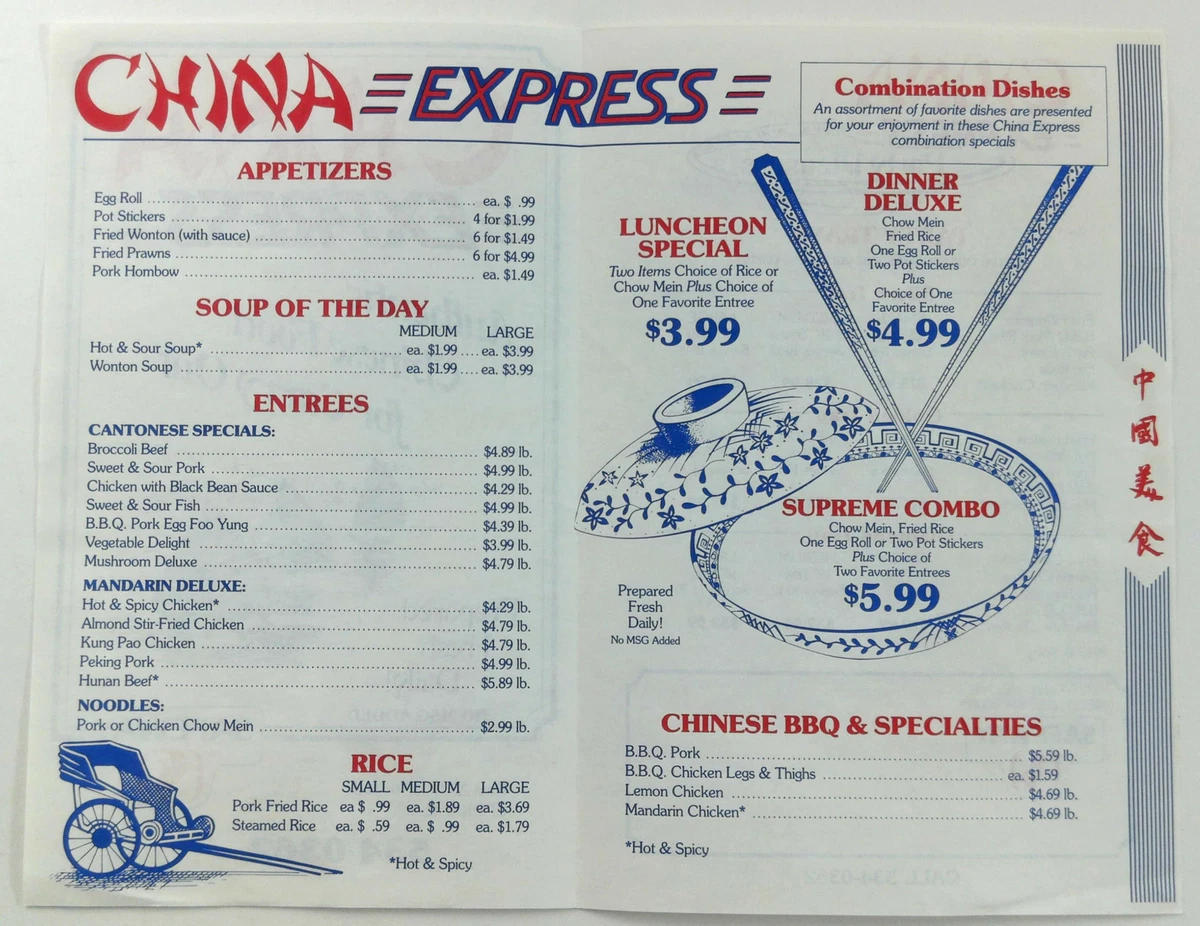 CHINA EXPRESS
APPETIZERS
Egg Roll ea. $ .99
Pot Stickers 4 for $1.99
Fried Wonton (with sauce) 6 for $1.49
Fried Prawns 6 for $4.99
Pork Hombow ea. $1.49
SOUP OF THE DAY
MEDIUM LARGE
Hot & Sour Soup* ea. $1.99 ea. $3.99
Wonton Soup ea. $1.99 ea. $3.99
ENTREES
CANTONESE SPECIALS:
Broccoli Beef $4.89 lb.
Sweet & Sour Pork $4.99 lb.
Chicken with Black Bean Sauce $4.29 lb.
Sweet & Sour Fish $4.99 lb.
B.B.Q. Pork Egg Foo Yung $4.39 lb.
Vegetable Delight $3.99 lb.
Mushroom Deluxe $4.79 lb.
MANDARIN DELUXE:
Hot & Spicy Chicken* $4.29 lb.
Almond Stir-Fried Chicken $4.79 lb.
Kung Pao Chicken $4.79 lb.
Peking Pork $4.99 lb.
Hunan Beef* $5.89 lb.
NOODLES:
Pork or Chicken Chow Mein $2.99 lb.
RICE
SMALL MEDIUM LARGE
Pork Fried Rice ea $ .99 ea. $1.89 ea. $3.69
Steamed Rice ea. $ .59 ea. $ .99 ea. $1.79
*Hot & Spicy
Combination Dishes
An assortment of favorite dishes are presented
for your enjoyment in these China Express
combination specials
LUNCHEON
SPECIAL
Two Items Choice of Rice or
Chow Mein Plus Choice of
One Favorite Entree
$3.99
DINNER
DELUXE
Chow Mein
Fried Rice
One Egg Roll or
Two Pot Stickers
Plus
Choice of One
Favorite Entree
$4.99
SUPREME COMBO
Chow Mein, Fried Rice
One Egg Roll or Two Pot Stickers
Plus Choice of
Two Favorite Entrees
$5.99
Prepared
Fresh
Daily!
No MSG Added
CHINESE BBQ & SPECIALTIES
B.B.Q. Pork $5.59 lb.
B.B.Q. Chicken Legs & Thighs ea. $1.59
Lemon Chicken $4.69 lb.
Mandarin Chicken* $4.69 lb.
*Hot & Spicy
中國美食